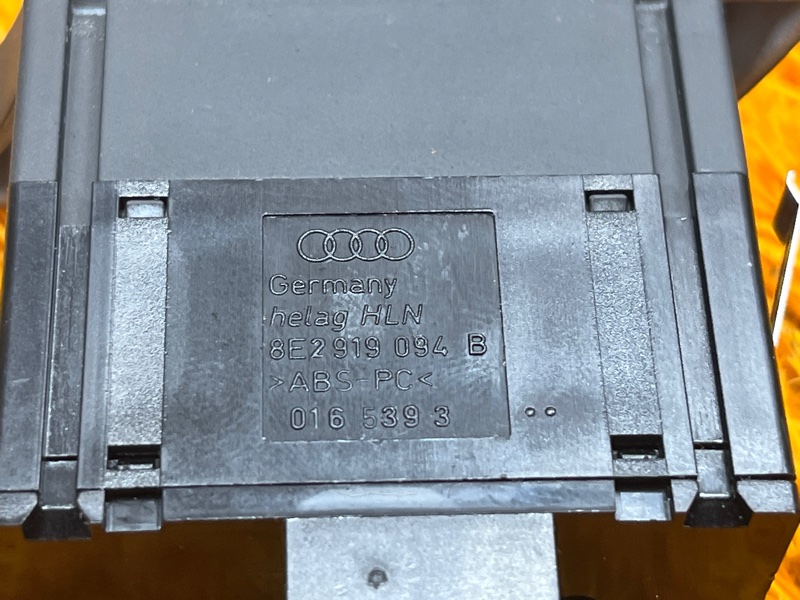 Germany
helag HLN
8E2 919 094 B
>ABS-PC<
016 539 3